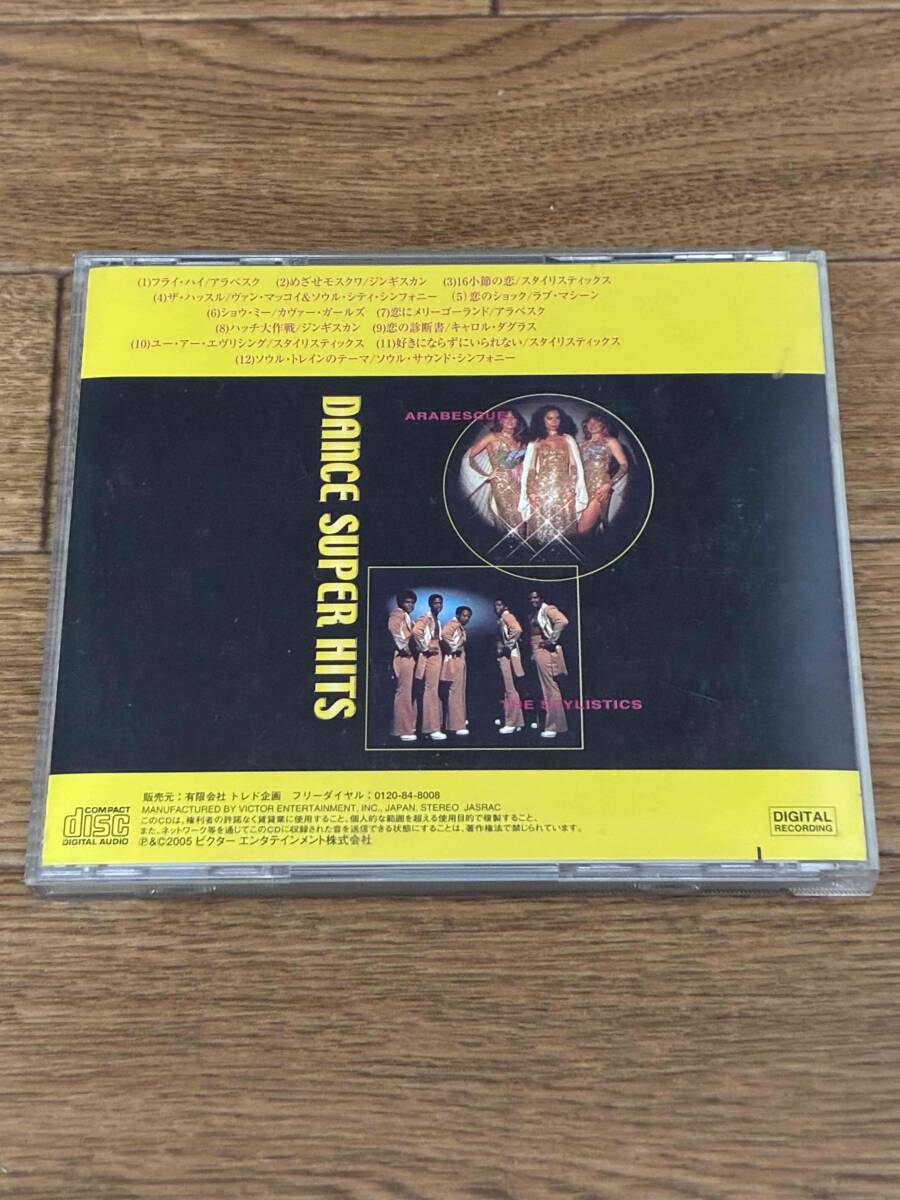 (1)フライ・ハイ/アラベスク (2)めざせモスクワ/ジンギスカン (3)16小節の恋/スタイリスティックス
(4)ザ・ハッスル/ヴァン・マッコイ&ソウル・シティ・シンフォニー (5)恋のショック/ラブ・マシーン
(6)ショウ・ミー/カヴァー・ガールズ (7)恋にメリーゴーランド/アラベスク
(8)ハッチ大作戦/ジンギスカン (9)恋の診断書/キャロル・ダグラス
(10)ユー・アー・エヴリシング/スタイリスティックス (11)好きにならずにいられない/スタイリスティックス
(12)ソウル・トレインのテーマ/ソウル・サウンド・シンフォニー
DANCE SUPER HITS
ARABESQUE
THE STYLISTICS
販売元:有限会社 トレド企画 フリーダイヤル:0120-84-8008
MANUFACTURED BY VICTOR ENTERTAINMENT, INC., JAPAN. STEREO JASRAC
このCDは、権利者の許諾なく賃貸業に使用すること、個人的な範囲を超える使用目的で複製すること、
また、ネットワーク等を通じてこのCDに収録された音を送信できる状態にすることは、著作権法で禁じられています。
Ⓟ&©2005 ビクター エンタテインメント株式会社
COMPACT
disc
DIGITAL AUDIO
DIGITAL
RECORDING